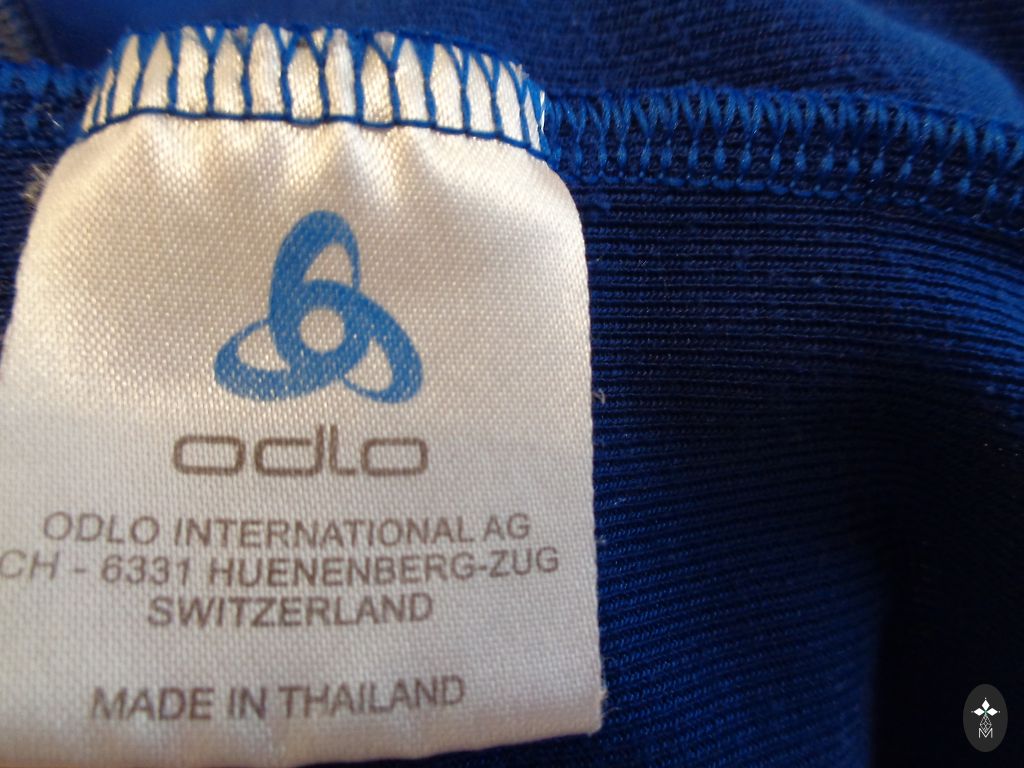 odlo
ODLO INTERNATIONAL AG
CH - 6331 HUENENBERG-ZUG
SWITZERLAND
MADE IN THAILAND
M